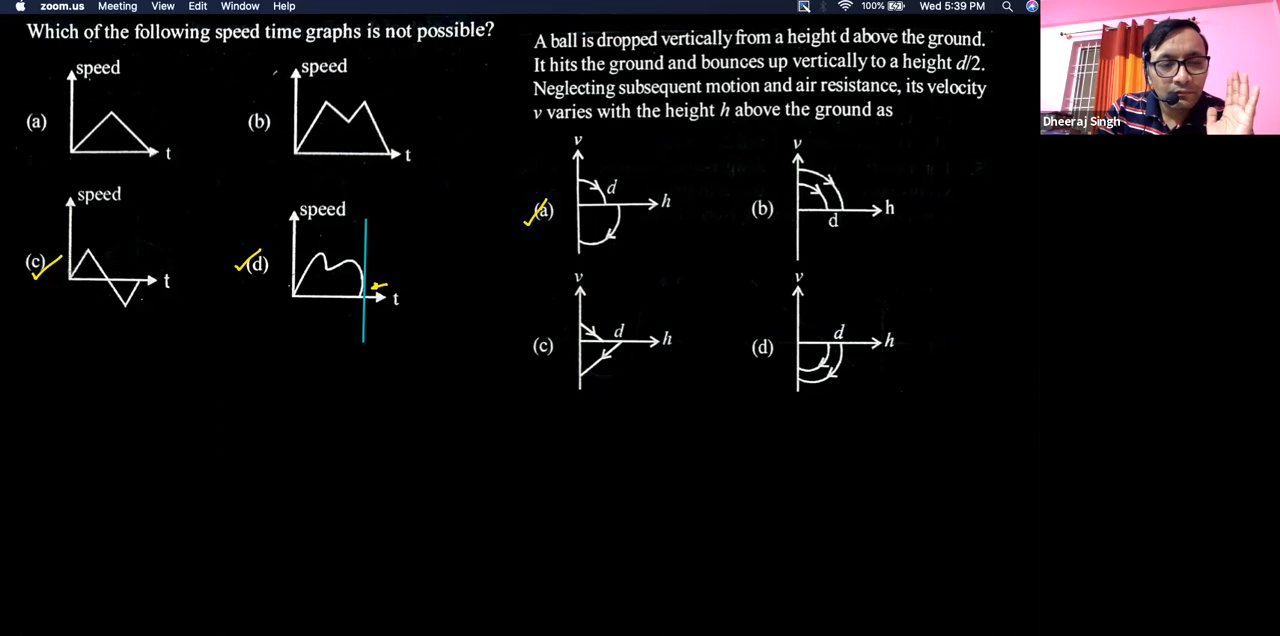 zoom.us Meeting View Edit Window Help
100%
Wed 5:39 PM
Dheeraj Singh
Which of the following speed time graphs is not possible?
(a)
speed
t
(b)
speed
t
(c)
speed
t
(d)
speed
t
A ball is dropped vertically from a height d above the ground.
It hits the ground and bounces up vertically to a height d/2.
Neglecting subsequent motion and air resistance, its velocity
v varies with the height h above the ground as
(a)
v
d
h
(b)
v
d
h
(c)
v
d
h
(d)
v
d
h